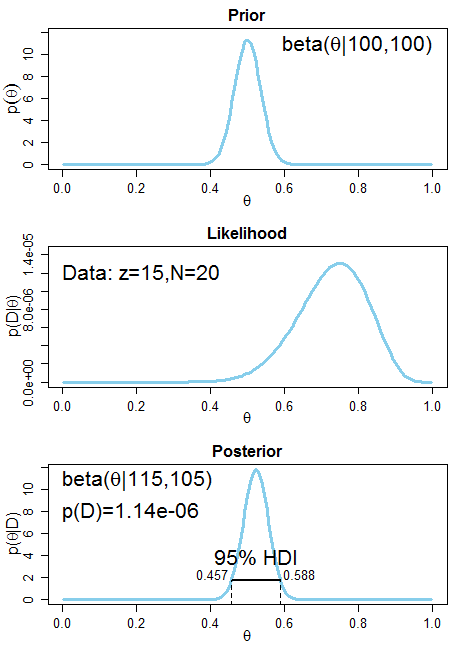 Prior
beta(θ|100,100)
p(θ)
0 2 4 6 8 10
0.0 0.2 0.4 0.6 0.8 1.0
θ
Likelihood
Data: z=15,N=20
p(D|θ)
0.0e+00 8.0e-06 1.4e-05
0.0 0.2 0.4 0.6 0.8 1.0
θ
Posterior
beta(θ|115,105)
p(D)=1.14e-06
95% HDI
0.457 0.588
p(θ|D)
0 2 4 6 8 10
0.0 0.2 0.4 0.6 0.8 1.0
θ